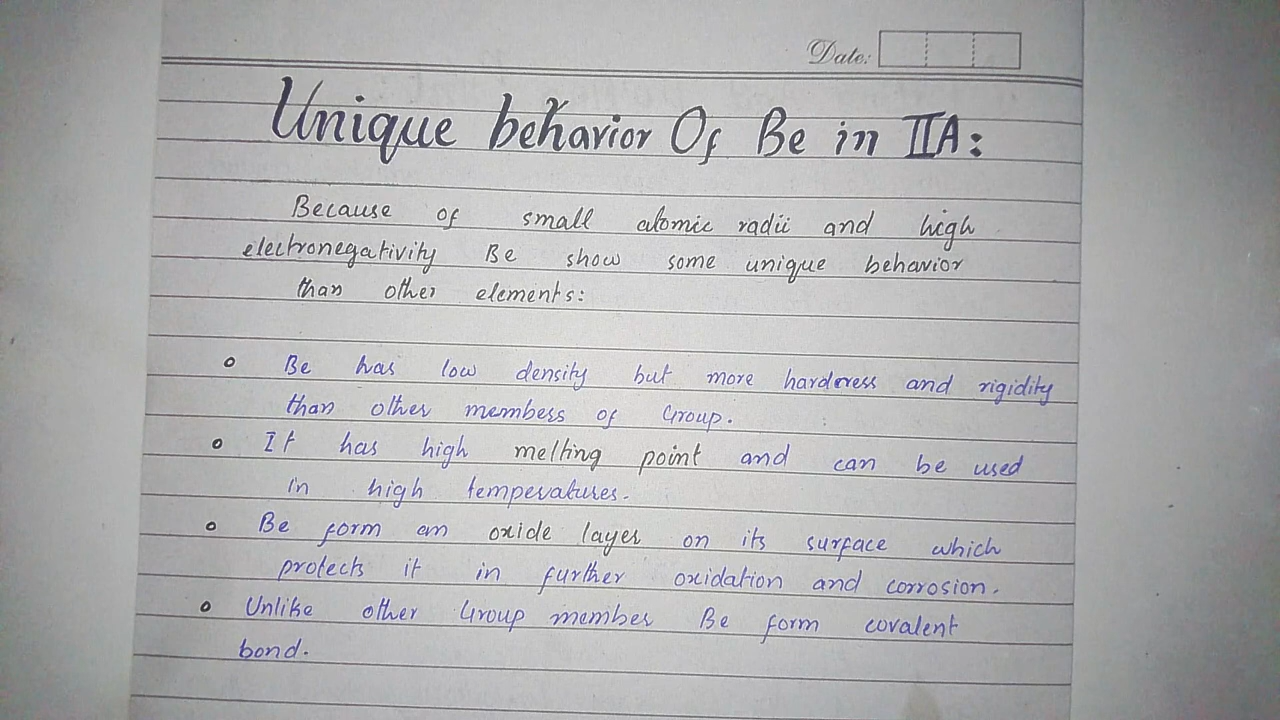 Date:
Unique behavior Of Be in IIA:
Because of small atomic radii and high
electronegativity Be show some unique behavior
than other elements:
Be has low density but more hardness and rigidity
than other members of Group.
It has high melting point and can be used
in high temperatures.
Be form an oxide layer on its surface which
protects it in further oxidation and corrosion.
Unlike other Group member Be form covalent
bond.